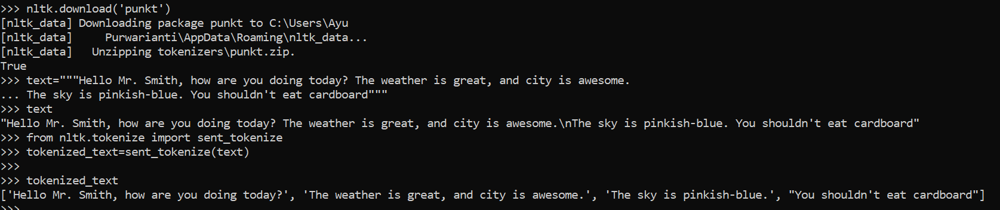 >>> nltk.download('punkt')
[nltk_data] Downloading package punkt to C:\Users\Ayu
[nltk_data]     Purwarianti\AppData\Roaming\nltk_data...
[nltk_data]   Unzipping tokenizers\punkt.zip.
True
>>> text="""Hello Mr. Smith, how are you doing today? The weather is great, and city is awesome.
... The sky is pinkish-blue. You shouldn't eat cardboard"""
>>> text
"Hello Mr. Smith, how are you doing today? The weather is great, and city is awesome.\nThe sky is pinkish-blue. You shouldn't eat cardboard"
>>> from nltk.tokenize import sent_tokenize
>>> tokenized_text=sent_tokenize(text)
>>>
>>> tokenized_text
['Hello Mr. Smith, how are you doing today?', 'The weather is great, and city is awesome.', 'The sky is pinkish-blue.', "You shouldn't eat cardboard"]
>>>